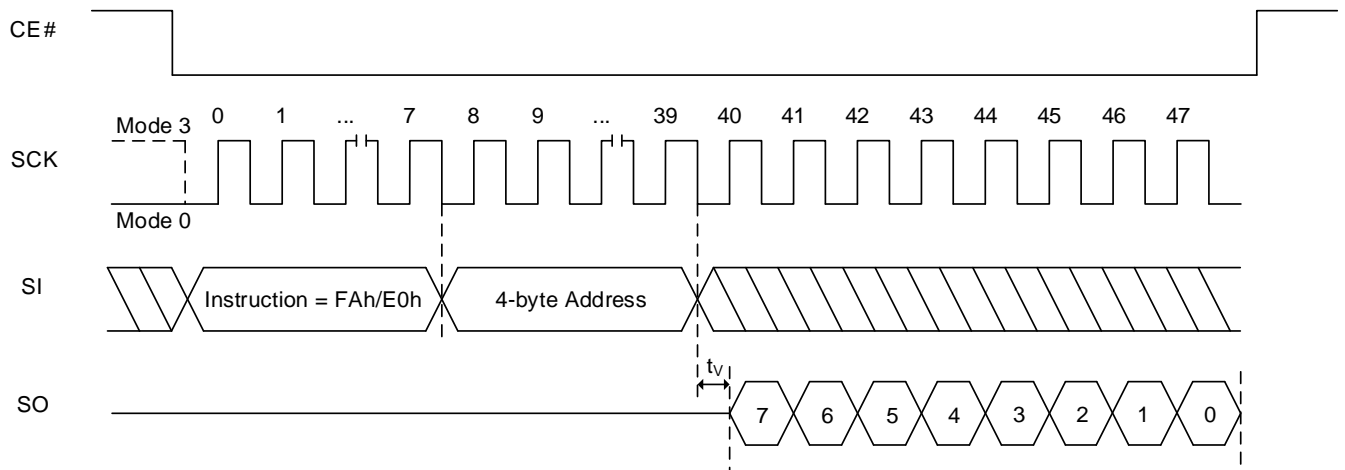 CE#
0 1 ... 7 8 9 ... 39 40 41 42 43 44 45 46 47
Mode 3
SCK
Mode 0
SI
Instruction = FAh/E0h 4-byte Address
tV
SO
7 6 5 4 3 2 1 0